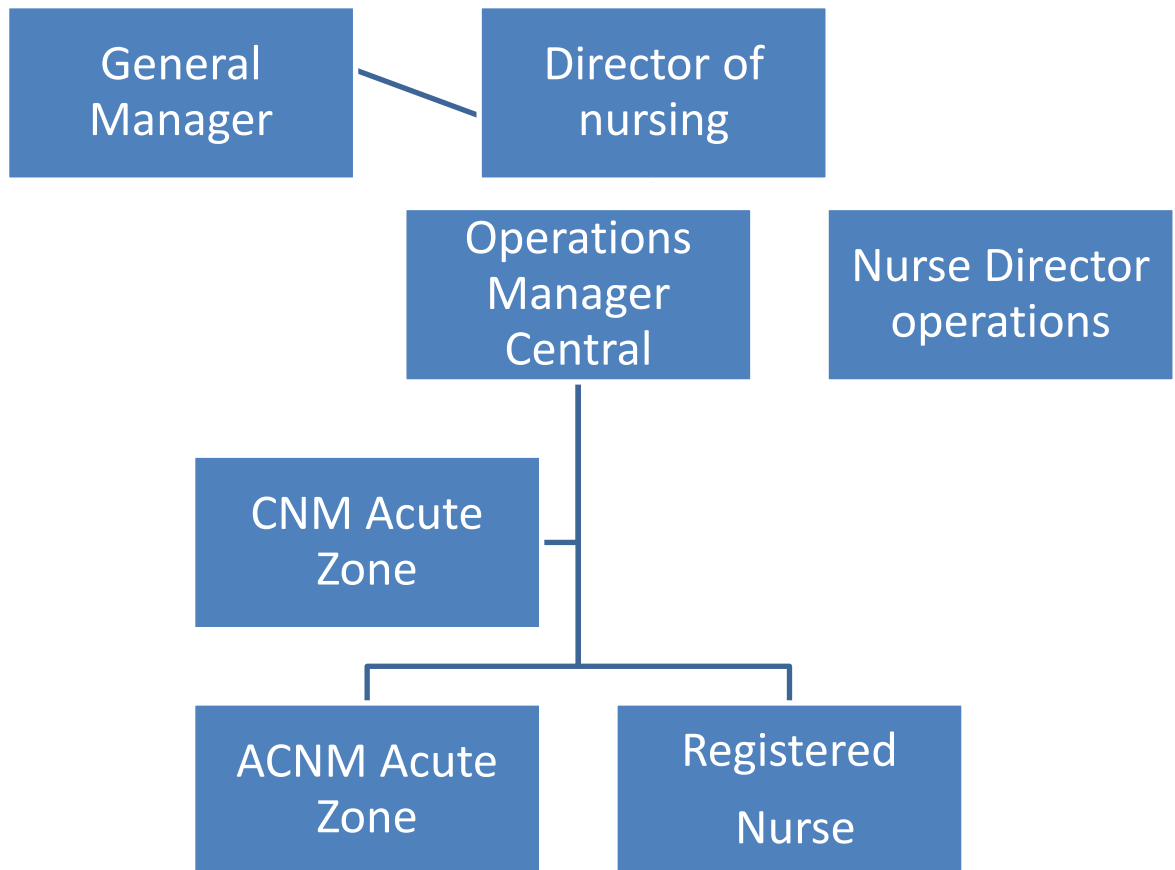 General
Manager
Director of
nursing
Operations
Manager
Central
Nurse Director
operations
CNM Acute
Zone
ACNM Acute
Zone
Registered
Nurse